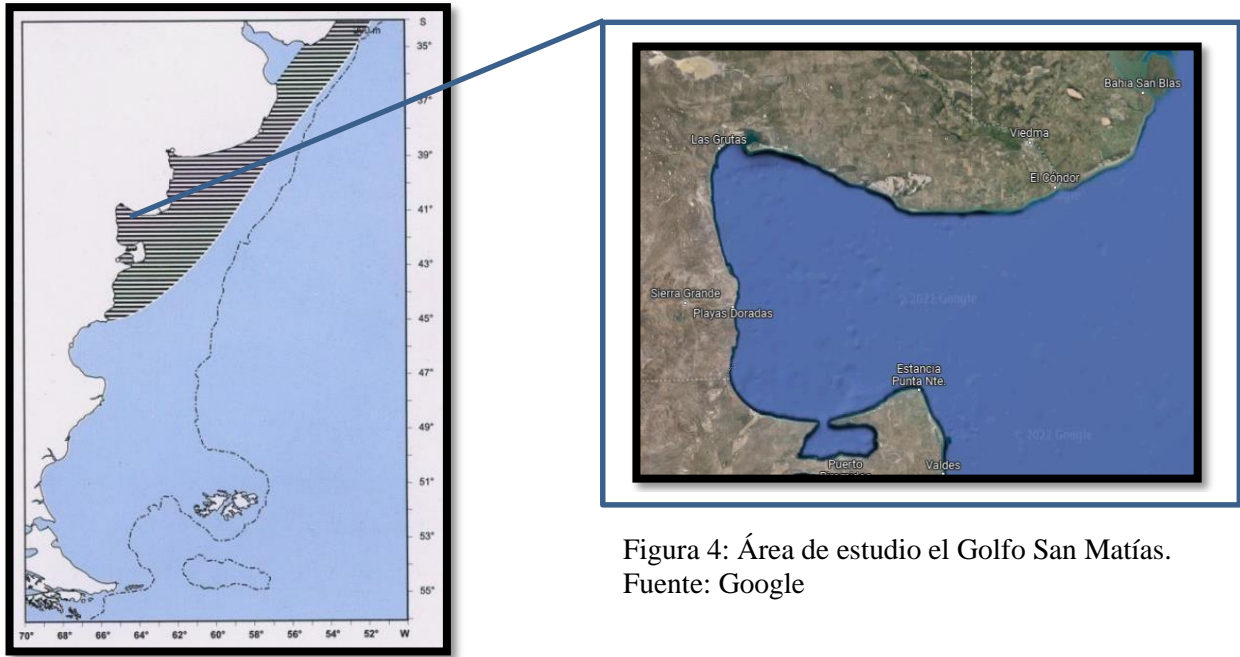 S
35°
37°
39°
41°
43°
45°
47°
49°
51°
53°
55°
70° 68° 66° 64° 62° 60° 58° 56° 54° 52° W
Bahia San Blas
Las Grutas
Viedma
El Cóndor
Sierra Grande
Playas Doradas
© 2022 Google
Estancia
Punta Nte.
© 2022 Google
Puerto
Valdes
Figura 4: Área de estudio el Golfo San Matías.
Fuente: Google